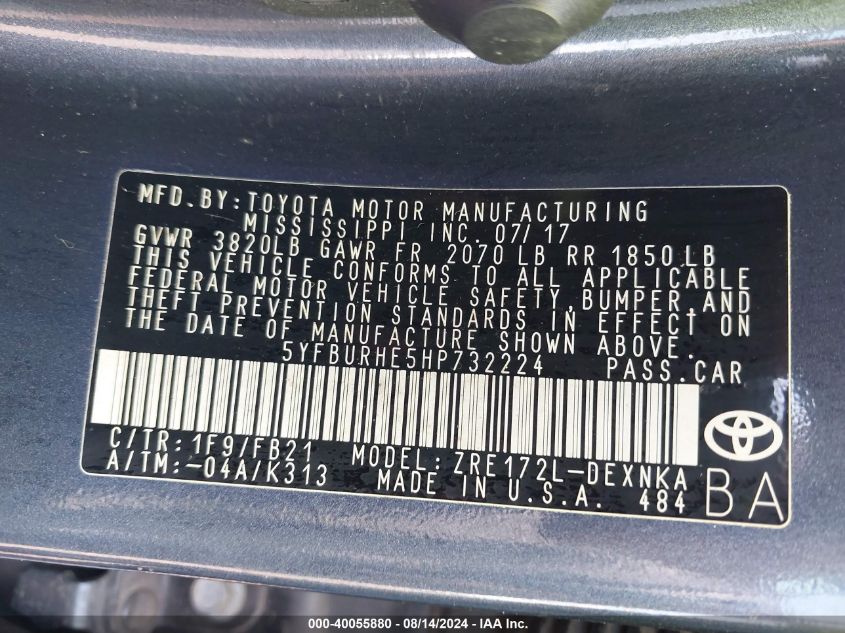 MFD.BY:TOYOTA MOTOR MANUFACTURING
MISSISSIPPI INC. 07/17
GVWR 3820LB GAWR FR 2070 LB RR 1850 LB
THIS VEHICLE CONFORMS TO ALL APPLICABLE
FEDERAL MOTOR VEHICLE SAFETY,BUMPER,AND
THEFT PREVENTION STANDARDS IN EFFECT ON
THE DATE OF MANUFACTURE SHOWN ABOVE.
5YFBURHE5HP732224 PASS.CAR
C/TR:1F9/FB21 MODEL:ZRE172L-DEXNKA
A/TM:-04A/K313 MADE IN U.S.A. 484
BA
000-40055880 - 08/14/2024 - IAA Inc.